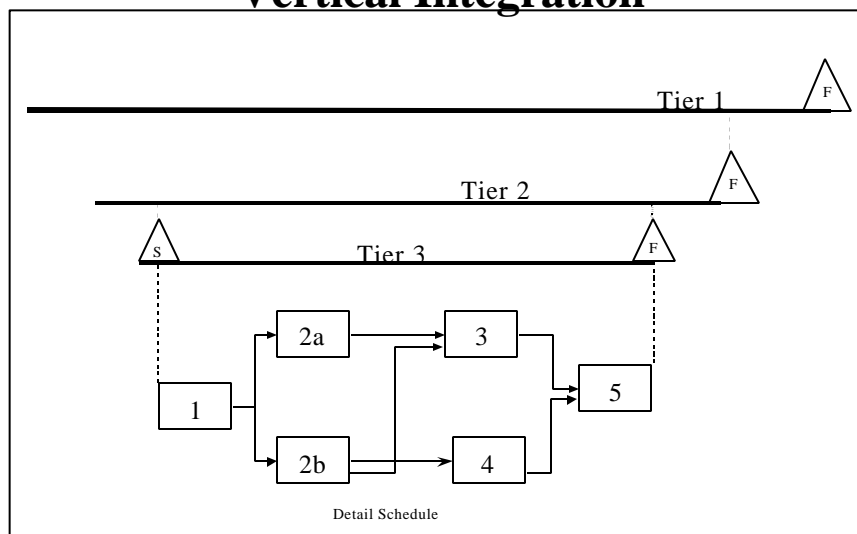 Vertical Integration
F
Tier 1
F
Tier 2
S
Tier 3
F
2a
3
1
5
2b
4
Detail Schedule